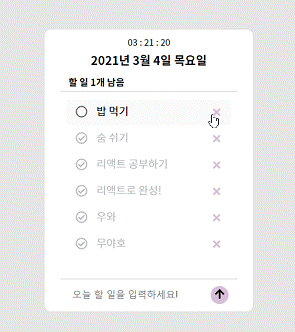 03 : 21 : 20
2021년 3월 4일 목요일
할 일 1개 남음
밥 먹기
숨 쉬기
리액트 공부하기
리액트로 완성!
우와
무야호
오늘 할 일을 입력하세요!